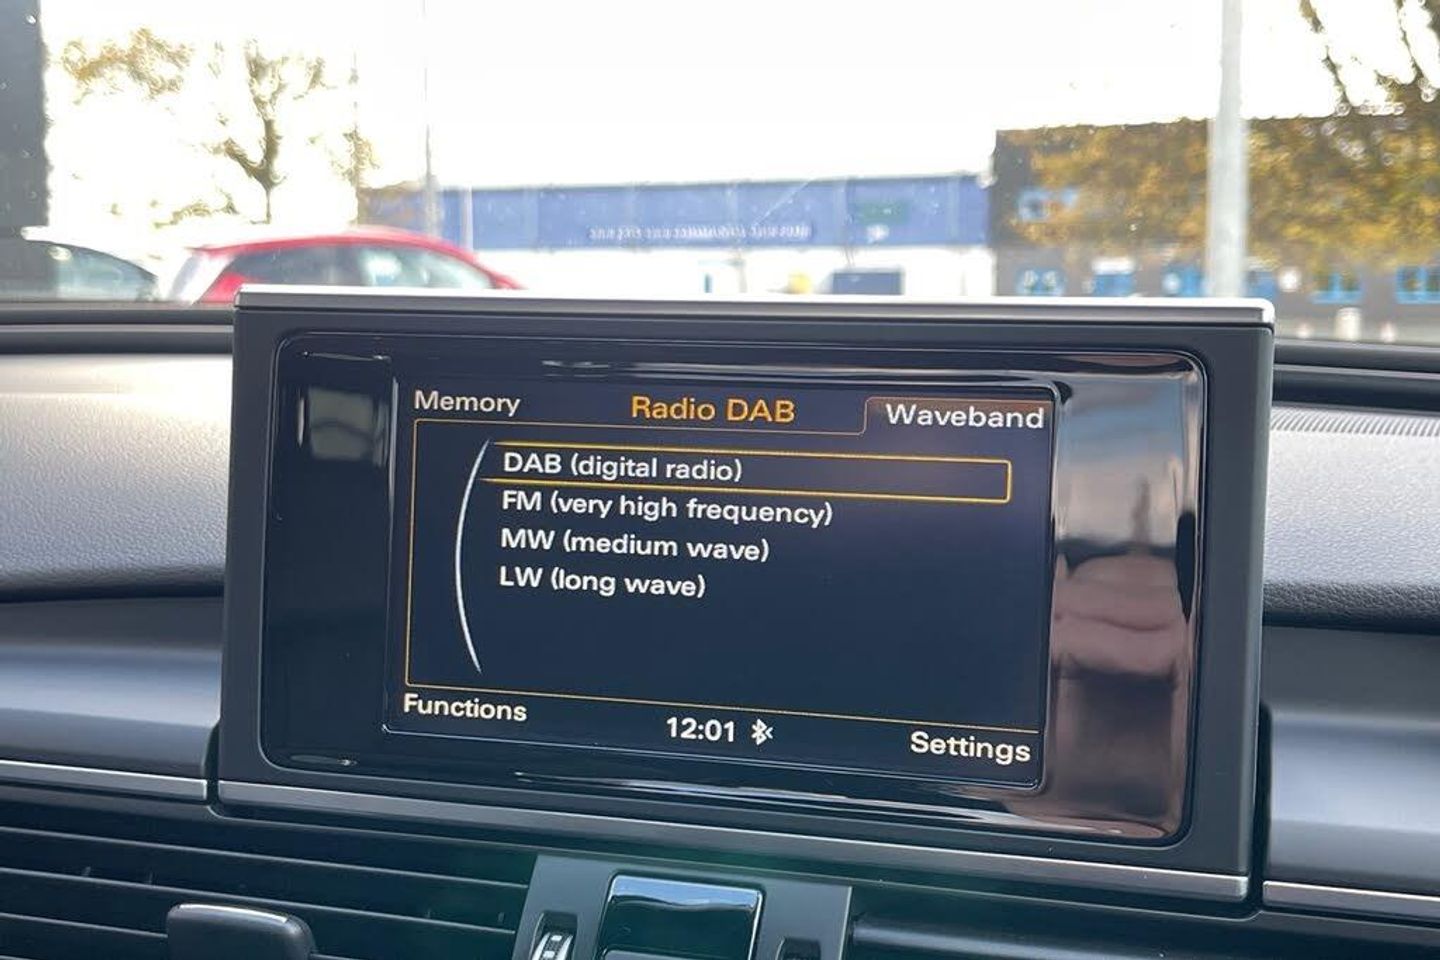 Memory
Radio DAB
Waveband
DAB (digital radio)
FM (very high frequency)
MW (medium wave)
LW (long wave)
Functions
12:01
Settings